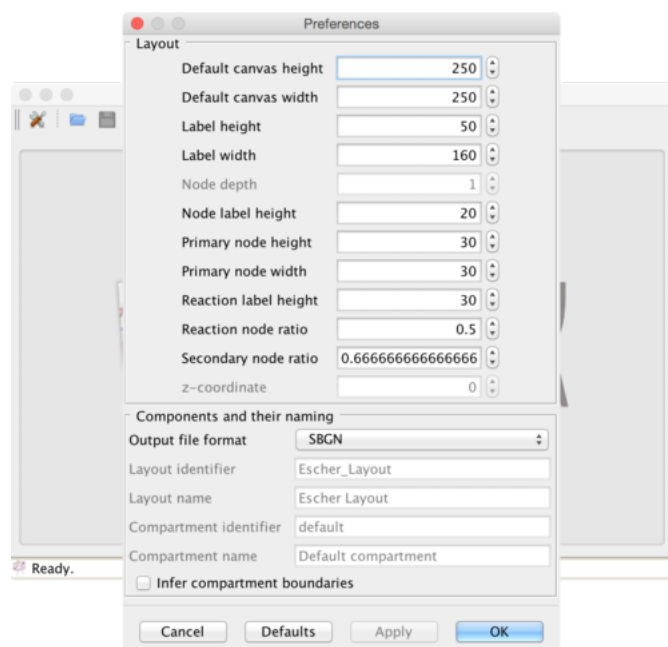 Preferences
Layout
Default canvas height 250
Default canvas width 250
Label height 50
Label width 160
Node depth 1
Node label height 20
Primary node height 30
Primary node width 30
Reaction label height 30
Reaction node ratio 0.5
Secondary node ratio 0.666666666666666
z-coordinate 0
Components and their naming
Output file format SBGN
Layout identifier Escher_Layout
Layout name Escher Layout
Compartment identifier default
Compartment name Default compartment
Ready.
Infer compartment boundaries
Cancel Defaults Apply OK